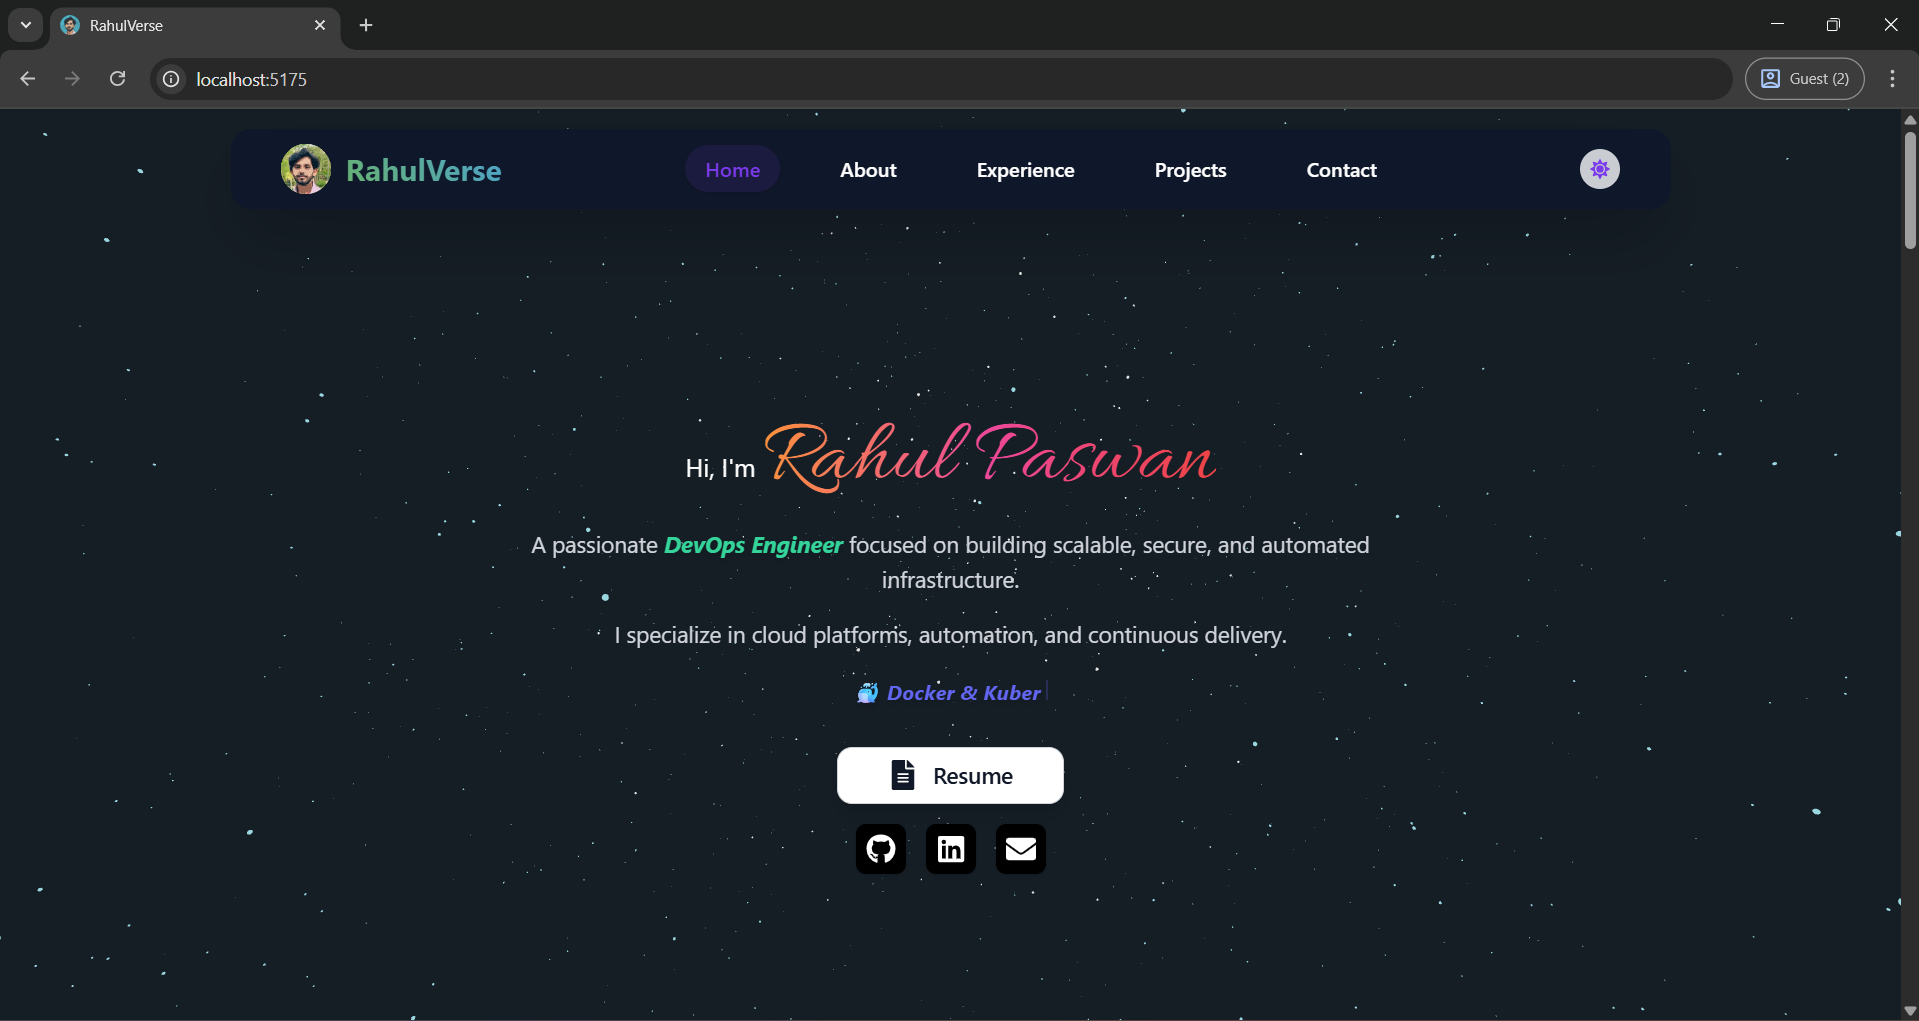 RahulVerse
localhost:5175
Guest (2)
RahulVerse
Home
About
Experience
Projects
Contact
Hi, I'm Rahul Paswan
A passionate DevOps Engineer focused on building scalable, secure, and automated
infrastructure.
I specialize in cloud platforms, automation, and continuous delivery.
🐳 Docker & Kuber
Resume
in